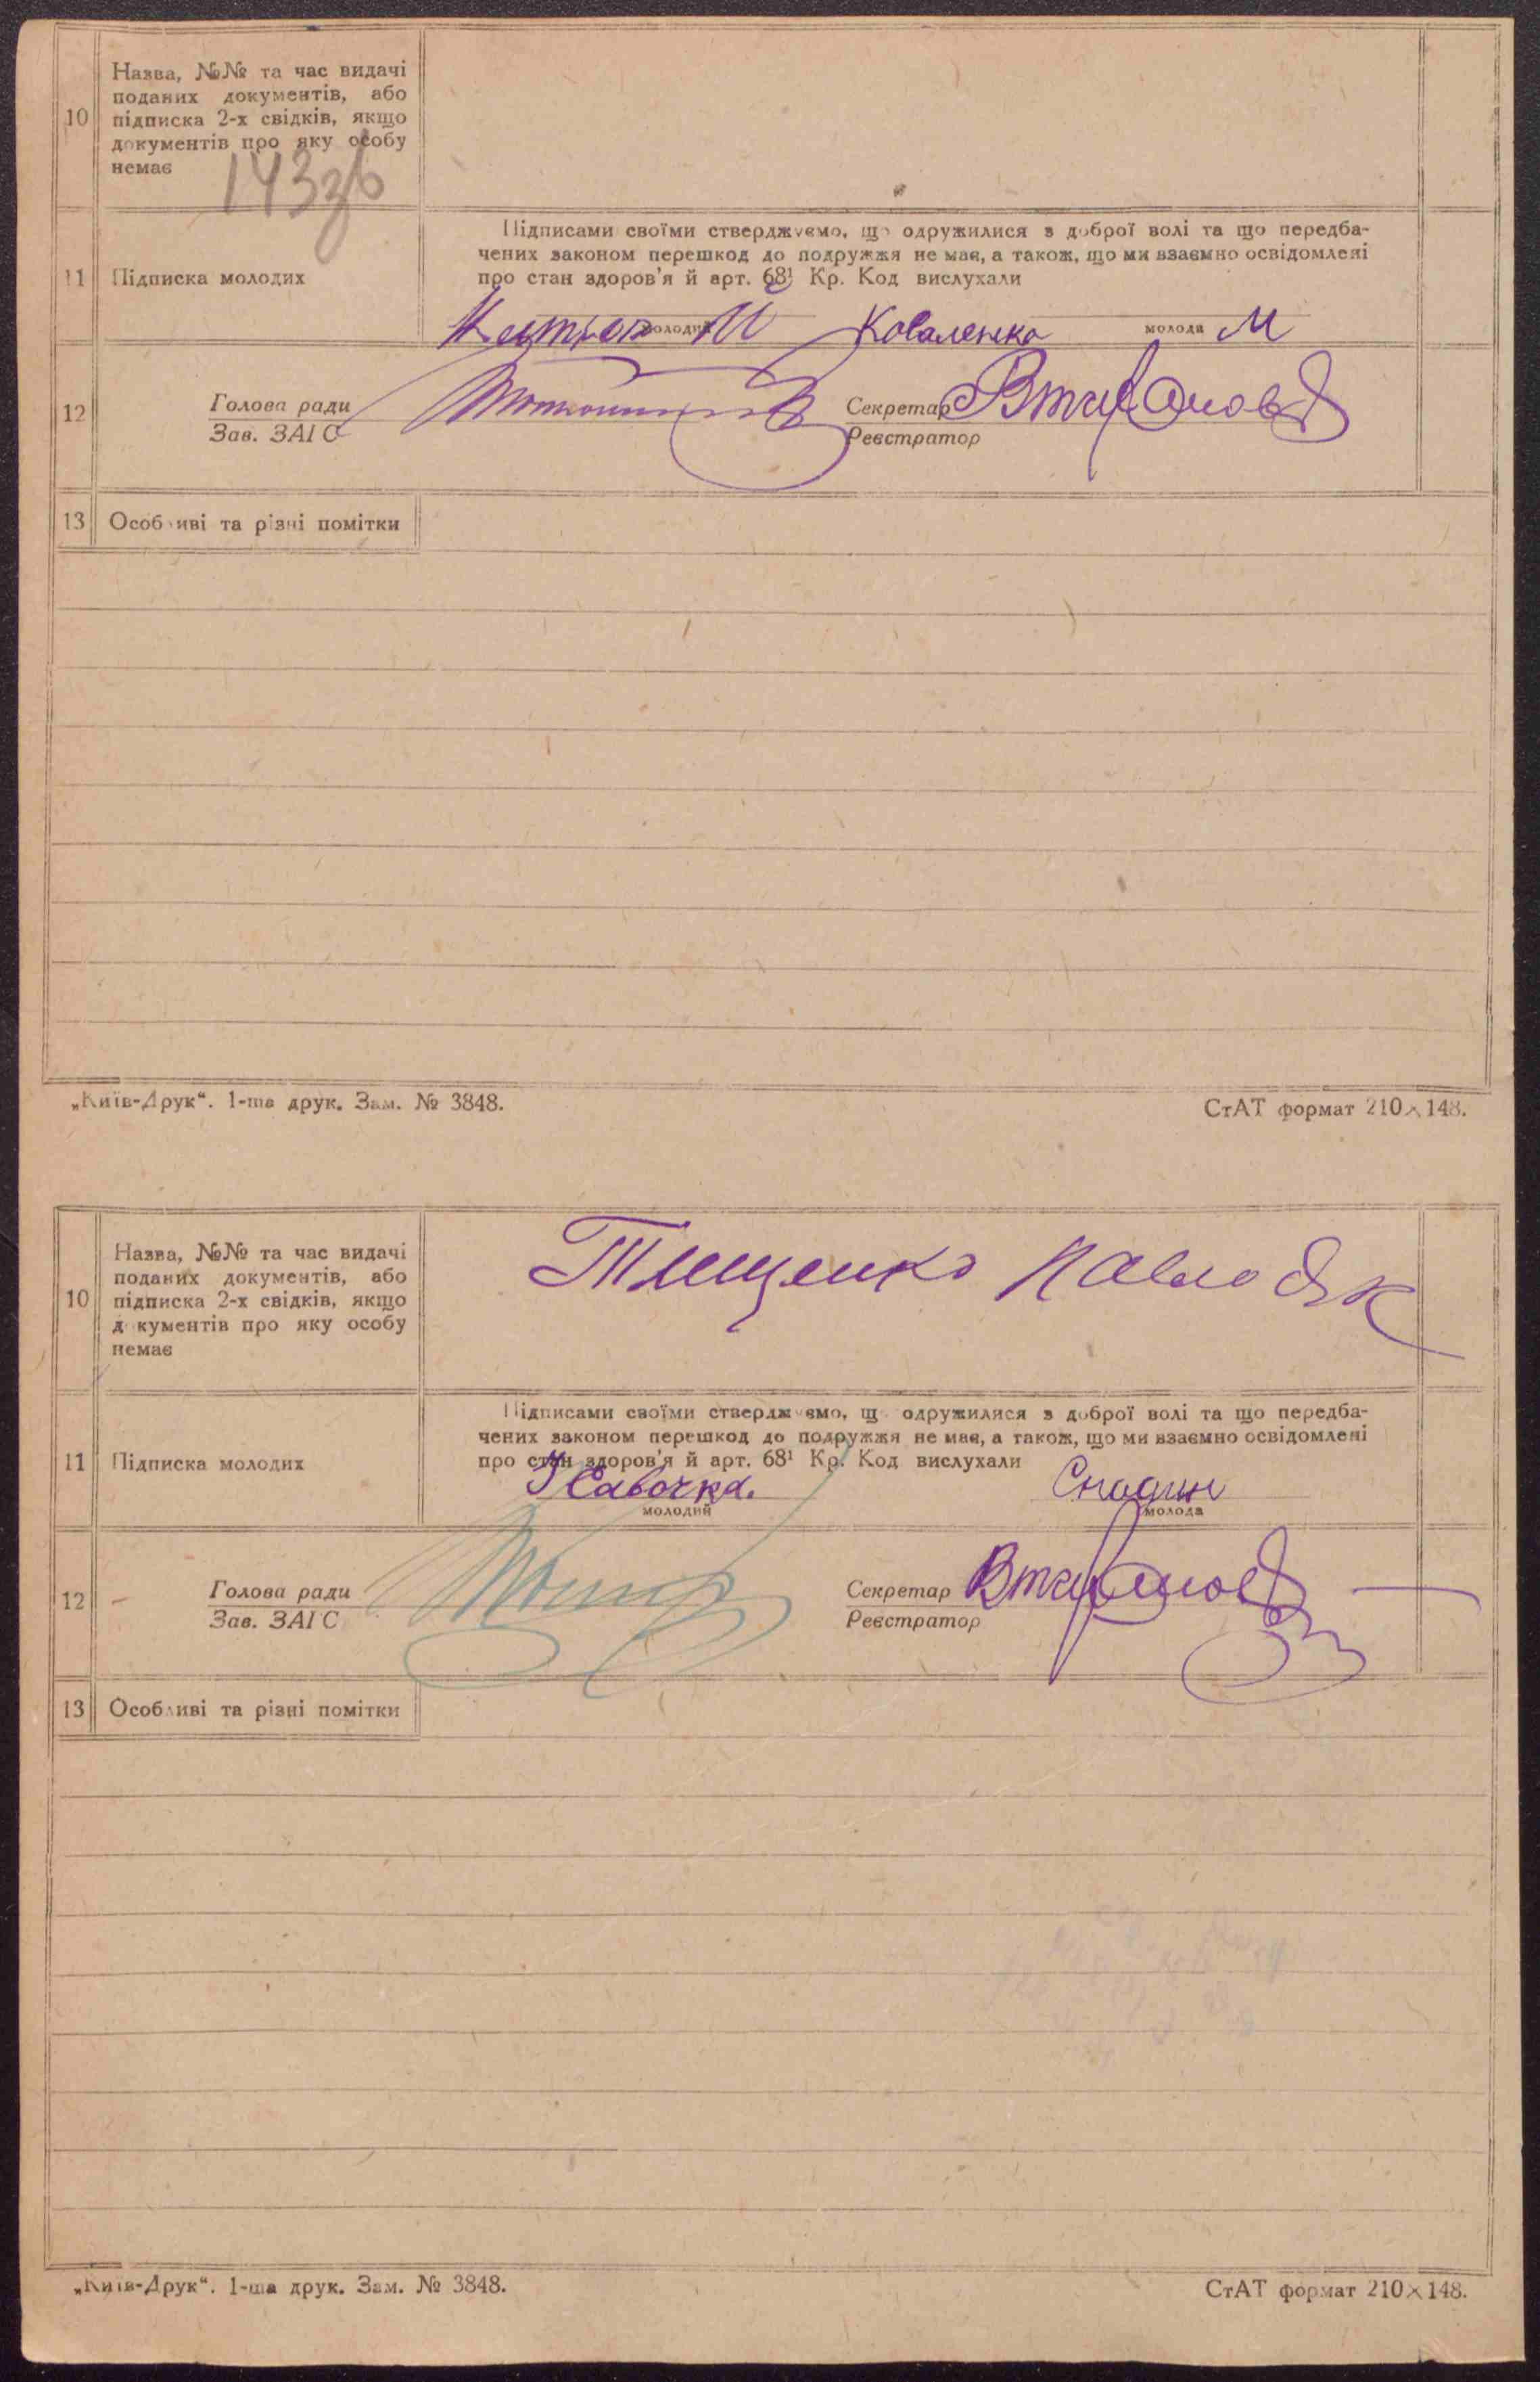 10
Назва, №№ та час видачі
поданих документів, або
підписка 2-х свідків, якщо
документів про яку особу
немає
143зв
11
Підписка молодих
Підписами своїми стверджуємо, що одружилися з доброї волі та що передба-
чених законом перешкод до подружжя не має, а також, що ми взаємно освідомлені
про стан здоров'я й арт. 68¹ Кр. Код вислухали
молодий
Коваленко молода М
12
Голова ради
Зав. ЗАГС
Секретар
Реєстратор
13
Особливі та різні помітки
„Київ-Друк“. 1-ша друк. Зам. № 3848.
СтАТ формат 210×148.
10
Назва, №№ та час видачі
поданих документів, або
підписка 2-х свідків, якщо
документів про яку особу
немає
Тищенко Павло
11
Підписка молодих
Підписами своїми стверджуємо, що одружилися з доброї волі та що передба-
чених законом перешкод до подружжя не має, а також, що ми взаємно освідомлені
про стан здоров'я й арт. 68¹ Кр. Код вислухали
Савочка.
молодий
молода
12
Голова ради
Зав. ЗАГС
Секретар
Реєстратор
13
Особливі та різні помітки
„Київ-Друк“. 1-ша друк. Зам. № 3848.
СтАТ формат 210×148.